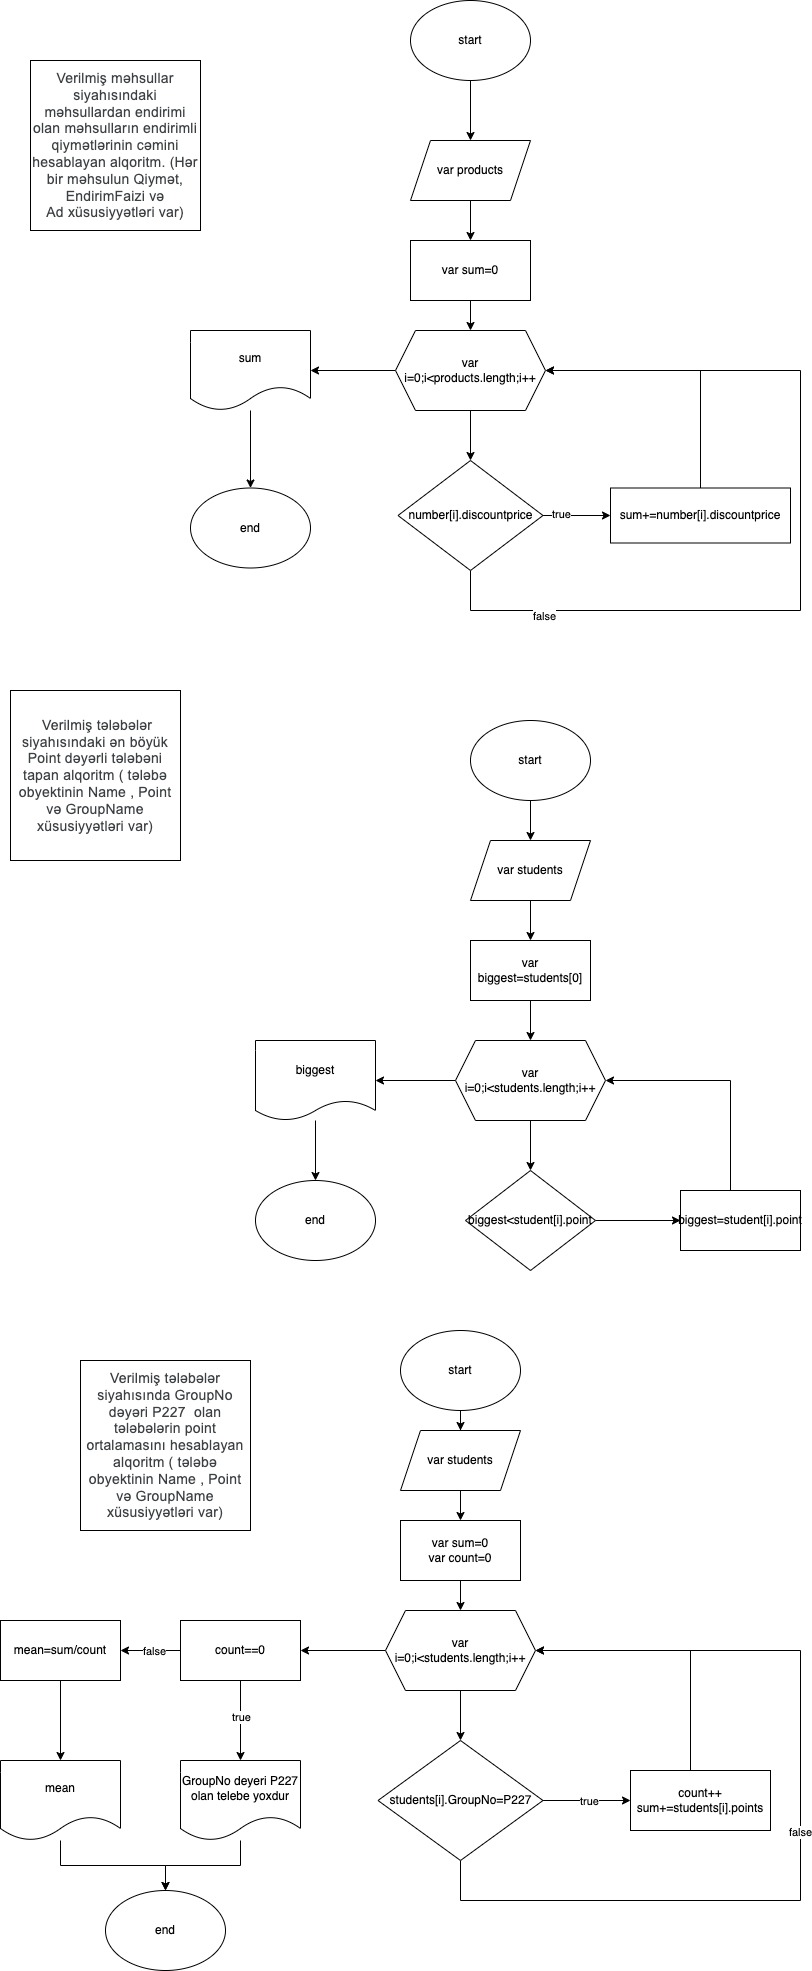 start
Verilmiş məhsullar
siyahısındaki
məhsullardan endirimi
olan məhsulların endirimli
qiymətlərinin cəmini
hesablayan alqoritm. (Hər
bir məhsulun Qiymət,
EndirimFaizi və
Ad xüsusiyyətləri var)
var products
var sum=0
sum
var
i=0;i<products.length;i++
number[i].discountprice
true
sum+=number[i].discountprice
end
false
Verilmiş tələbələr
siyahısındaki ən böyük
Point dəyərli tələbəni
tapan alqoritm ( tələbə
obyektinin Name , Point
və GroupName
xüsusiyyətləri var)
start
var students
var
biggest=students[0]
biggest
var
i=0;i<students.length;i++
end
biggest<student[i].point
biggest=student[i].point
Verilmiş tələbələr
siyahısında GroupNo
dəyəri P227 olan
tələbələrin point
ortalamasını hesablayan
alqoritm ( tələbə
obyektinin Name , Point
və GroupName
xüsusiyyətləri var)
start
var students
var sum=0
var count=0
mean=sum/count
false
count==0
var
i=0;i<students.length;i++
true
mean
GroupNo deyeri P227
olan telebe yoxdur
students[i].GroupNo=P227
true
count++
sum+=students[i].points
false
end